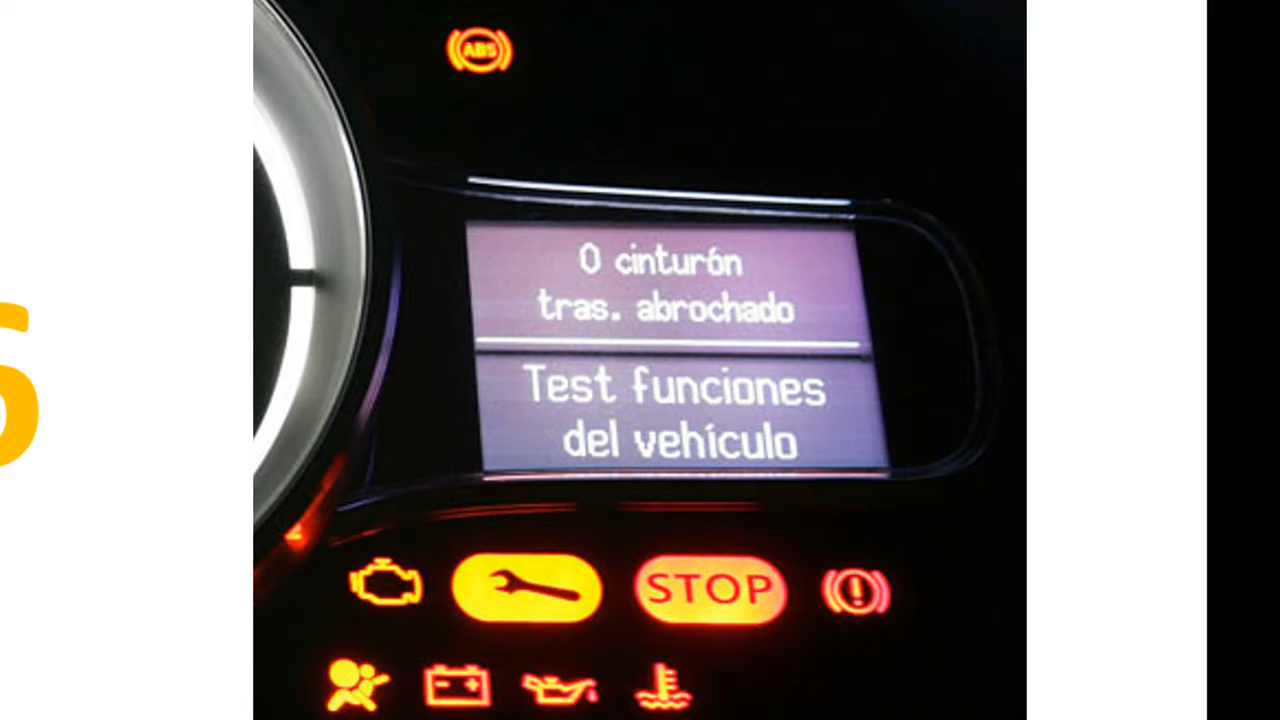 ABS
0 cinturón
tras. abrochado
Test funciones
del vehículo
STOP